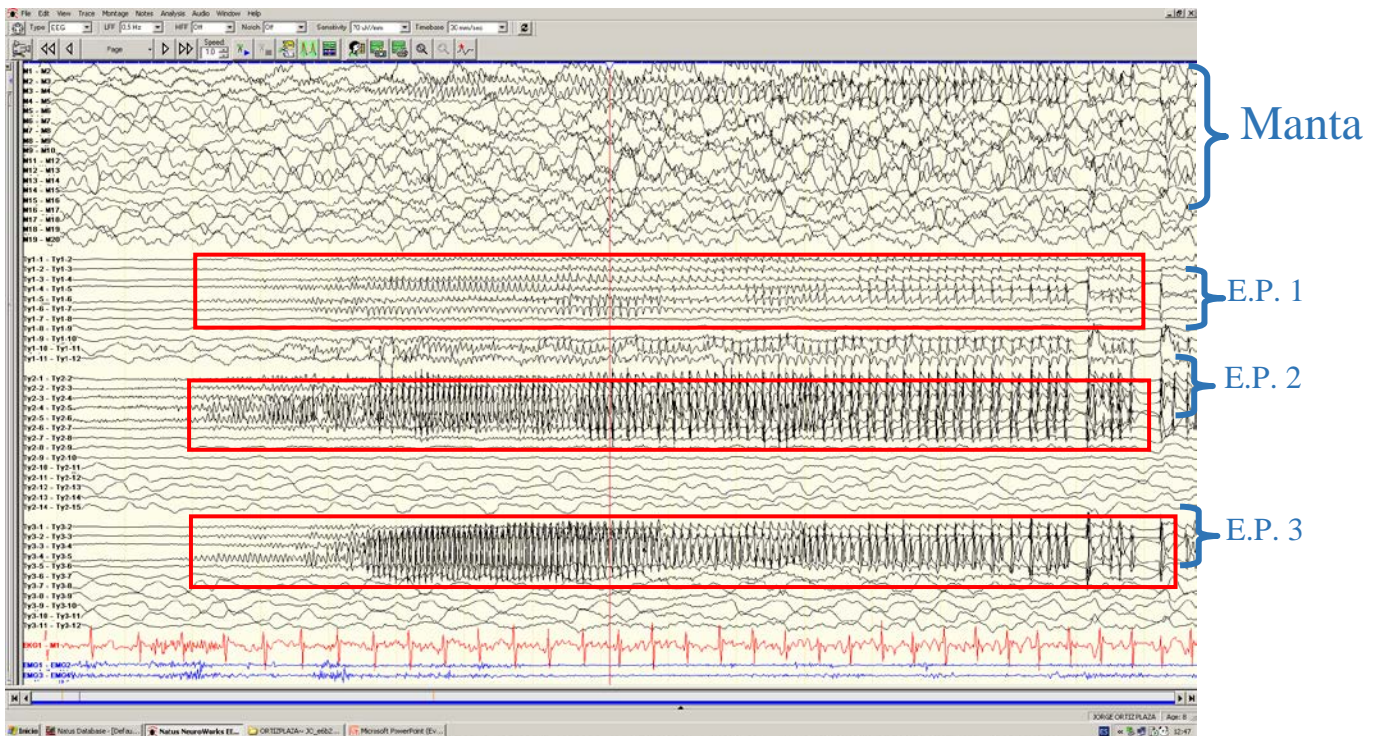 File Edit View Trace Montage Notes Analysis Audio Window Help
Type EEG LFF 0.5 Hz HFF Off Notch Off Sensitivity 70 uV/mm Timebase 30 mm/sec
Page Speed 1.0
M1 - M2
M2 - M3
M3 - M4
M4 - M5
M5 - M6
M6 - M7
M7 - M8
M8 - M9
M9 - M10
M11 - M12
M12 - M13
M13 - M14
M14 - M15
M15 - M16
M16 - M17
M17 - M18
M18 - M19
M19 - M20
Manta
Ty1-1 - Ty1-2
Ty1-2 - Ty1-3
Ty1-3 - Ty1-4
Ty1-4 - Ty1-5
Ty1-5 - Ty1-6
Ty1-6 - Ty1-7
Ty1-7 - Ty1-8
Ty1-8 - Ty1-9
Ty1-9 - Ty1-10
Ty1-10 - Ty1-11
Ty1-11 - Ty1-12
E.P. 1
Ty2-1 - Ty2-2
Ty2-2 - Ty2-3
Ty2-3 - Ty2-4
Ty2-4 - Ty2-5
Ty2-5 - Ty2-6
Ty2-6 - Ty2-7
Ty2-7 - Ty2-8
Ty2-8 - Ty2-9
Ty2-9 - Ty2-10
Ty2-10 - Ty2-11
Ty2-11 - Ty2-12
Ty2-12 - Ty2-13
Ty2-13 - Ty2-14
Ty2-14 - Ty2-15
E.P. 2
Ty3-1 - Ty3-2
Ty3-2 - Ty3-3
Ty3-3 - Ty3-4
Ty3-4 - Ty3-5
Ty3-5 - Ty3-6
Ty3-6 - Ty3-7
Ty3-7 - Ty3-8
Ty3-8 - Ty3-9
Ty3-9 - Ty3-10
Ty3-10 - Ty3-11
Ty3-11 - Ty3-12
E.P. 3
EKG1 - M1
EMG1 - EMG2
EMG3 - EMG4
JORGE ORTIZ PLAZA Age: 8
Inicio Natus Database - [Defau... Natus NeuroWorks EE... ORTIZPLAZA~ JO_e6b2... Microsoft PowerPoint (Ev... 12:47